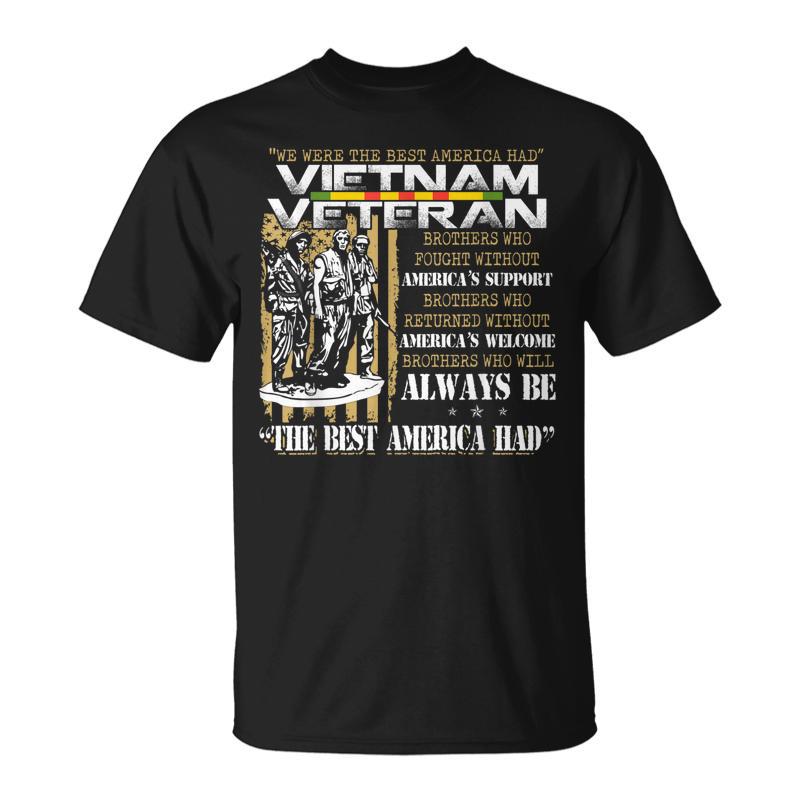 "WE WERE THE BEST AMERICA HAD"
VIETNAM
VETERAN
BROTHERS WHO
FOUGHT WITHOUT
AMERICA'S SUPPORT
BROTHERS WHO
RETURNED WITHOUT
AMERICA'S WELCOME
BROTHERS WHO WILL
ALWAYS BE
“THE BEST AMERICA HAD”